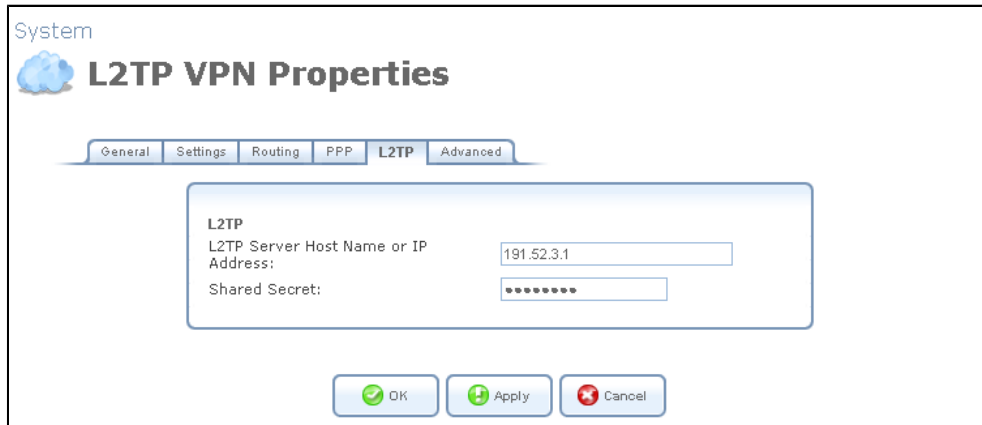 System
L2TP VPN Properties
General Settings Routing PPP L2TP Advanced
L2TP
L2TP Server Host Name or IP
Address:
191.52.3.1
Shared Secret:
••••••••
OK Apply Cancel